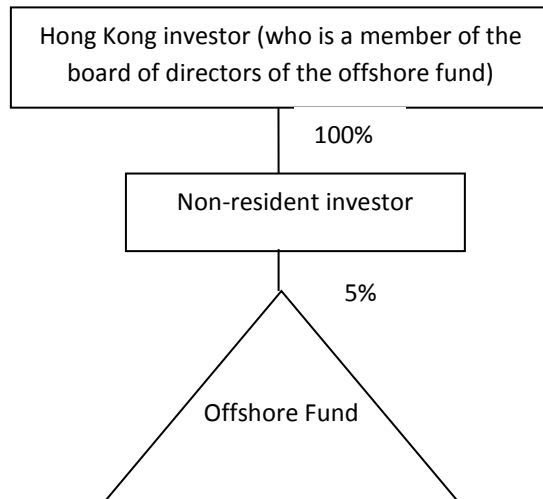 Hong Kong investor (who is a member of the
board of directors of the offshore fund)
100%
Non-resident investor
5%
Offshore Fund